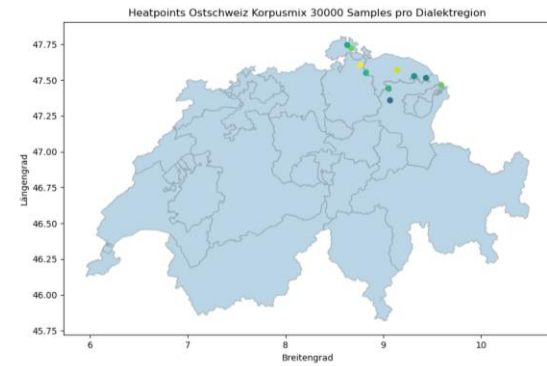 Heatpoints Ostschweiz Korpusmix 30000 Samples pro Dialektregion
Längengrad
47.75
47.50
47.25
47.00
46.75
46.50
46.25
46.00
45.75
6 7 8 9 10
Breitengrad